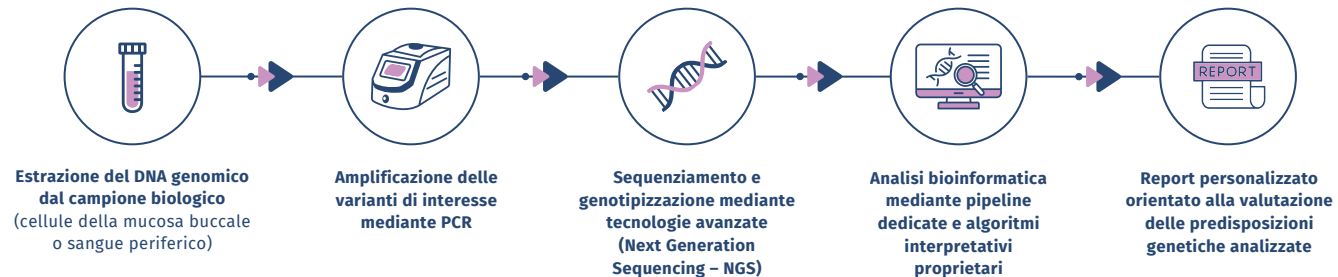 REPORT
Estrazione del DNA genomico
dal campione biologico
(cellule della mucosa buccale
o sangue periferico)
Amplificazione delle
varianti di interesse
mediante PCR
Sequenziamento e
genotipizzazione mediante
tecnologie avanzate
(Next Generation
Sequencing – NGS)
Analisi bioinformatica
mediante pipeline
dedicate e algoritmi
interpretativi
proprietari
Report personalizzato
orientato alla valutazione
delle predisposizioni
genetiche analizzate